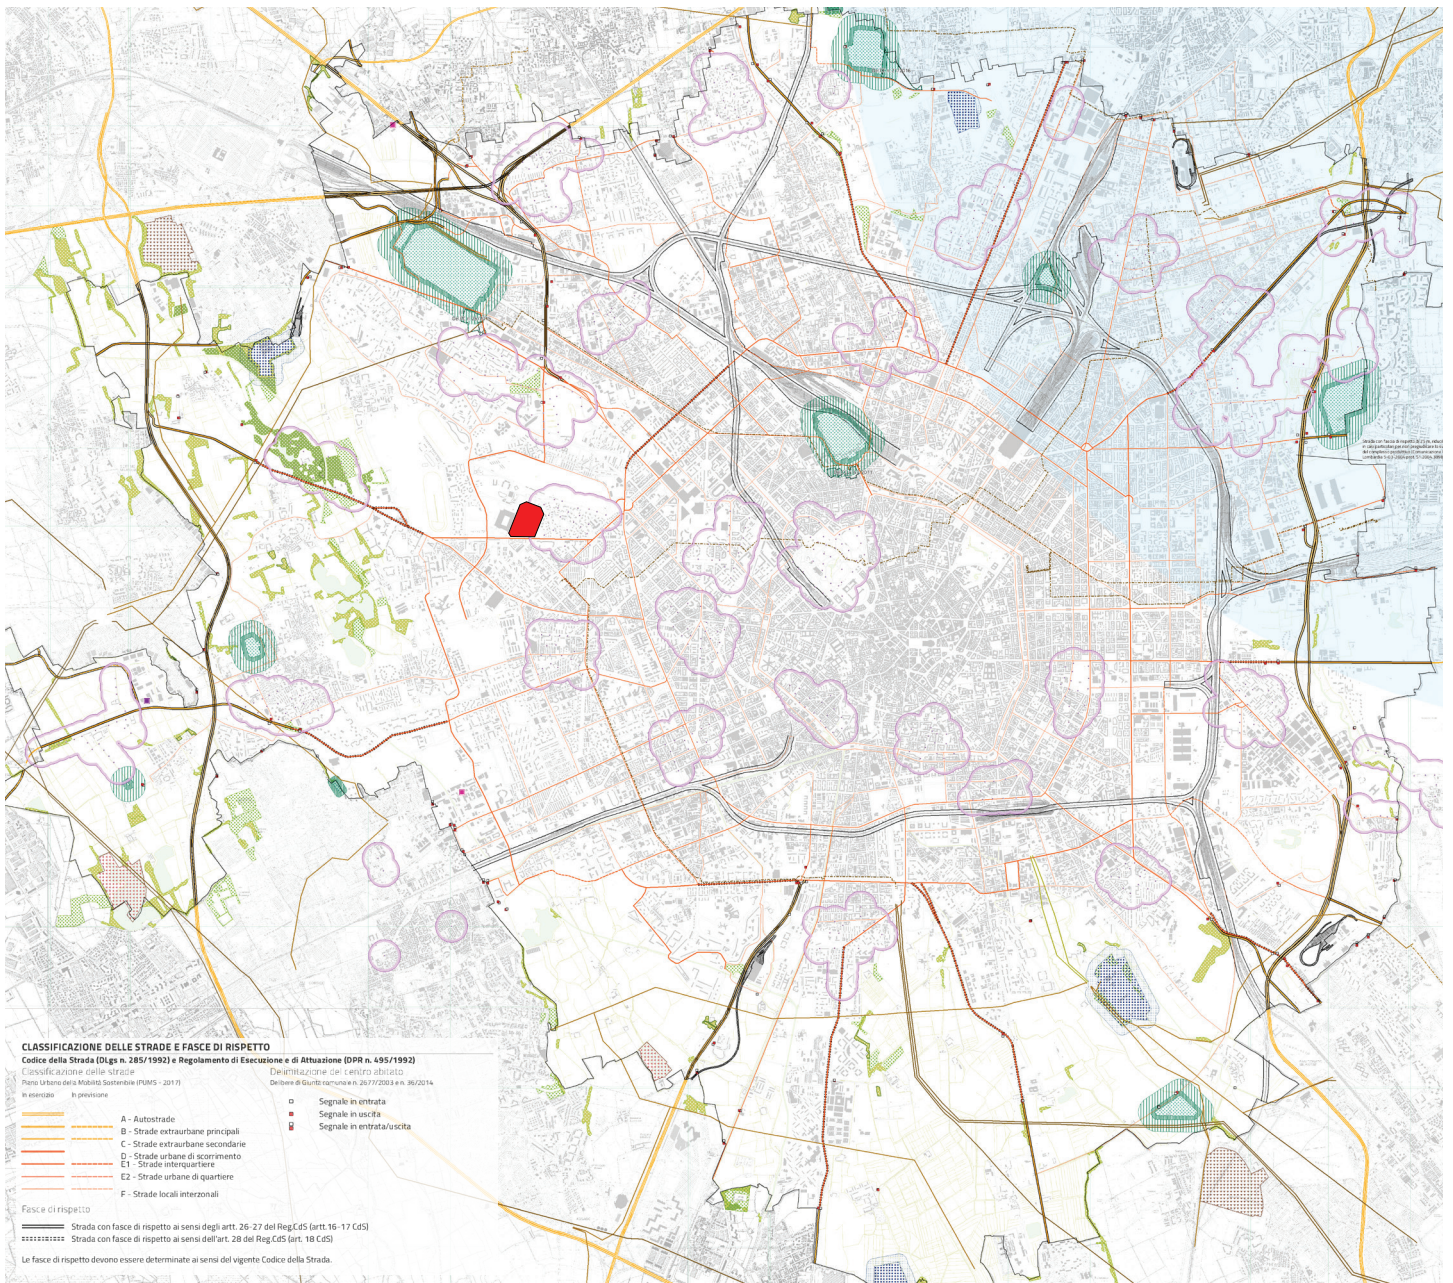 CLASSIFICAZIONE DELLE STRADE E FASCE DI RISPETTO
Codice della Strada (DLgs n. 285/1992) e Regolamento di Esecuzione e di Attuazione (DPR n. 495/1992)
Classificazione delle strade
Piano Urbano della Mobilità Sostenibile (PUMS - 2017)
In esercizio In previsione
A - Autostrade
B - Strade extraurbane principali
C - Strade extraurbane secondarie
D - Strade urbane di scorrimento
E1 - Strade interquartiere
E2 - Strade urbane di quartiere
F - Strade locali interzonali
Delimitazione del centro abitato
Delibere di Giunta comunale n. 2677/2003 e n. 36/2014
Segnale in entrata
Segnale in uscita
Segnale in entrata/uscita
Fasce di rispetto
Strada con fasce di rispetto ai sensi degli artt. 26-27 del Reg.CdS (artt.16-17 CdS)
Strada con fasce di rispetto ai sensi dell'art. 28 del Reg.CdS (art. 18 CdS)
Le fasce di rispetto devono essere determinate ai sensi del vigente Codice della Strada.